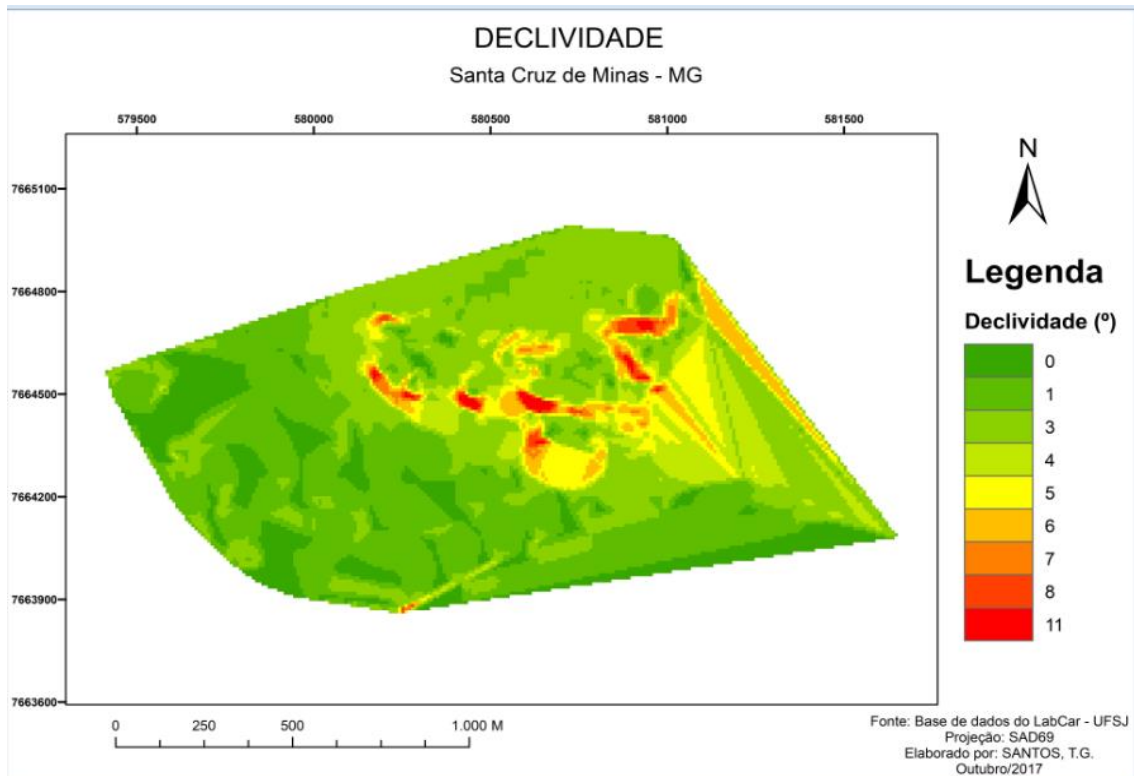 DECLIVIDADE
Santa Cruz de Minas - MG
579500 580000 580500 581000 581500
7665100
7664800
7664500
7664200
7663900
7663600
N
Legenda
Declividade (º)
0
1
3
4
5
6
7
8
11
0 250 500 1.000 M
Fonte: Base de dados do LabCar - UFSJ
Projeção: SAD69
Elaborado por: SANTOS, T.G.
Outubro/2017